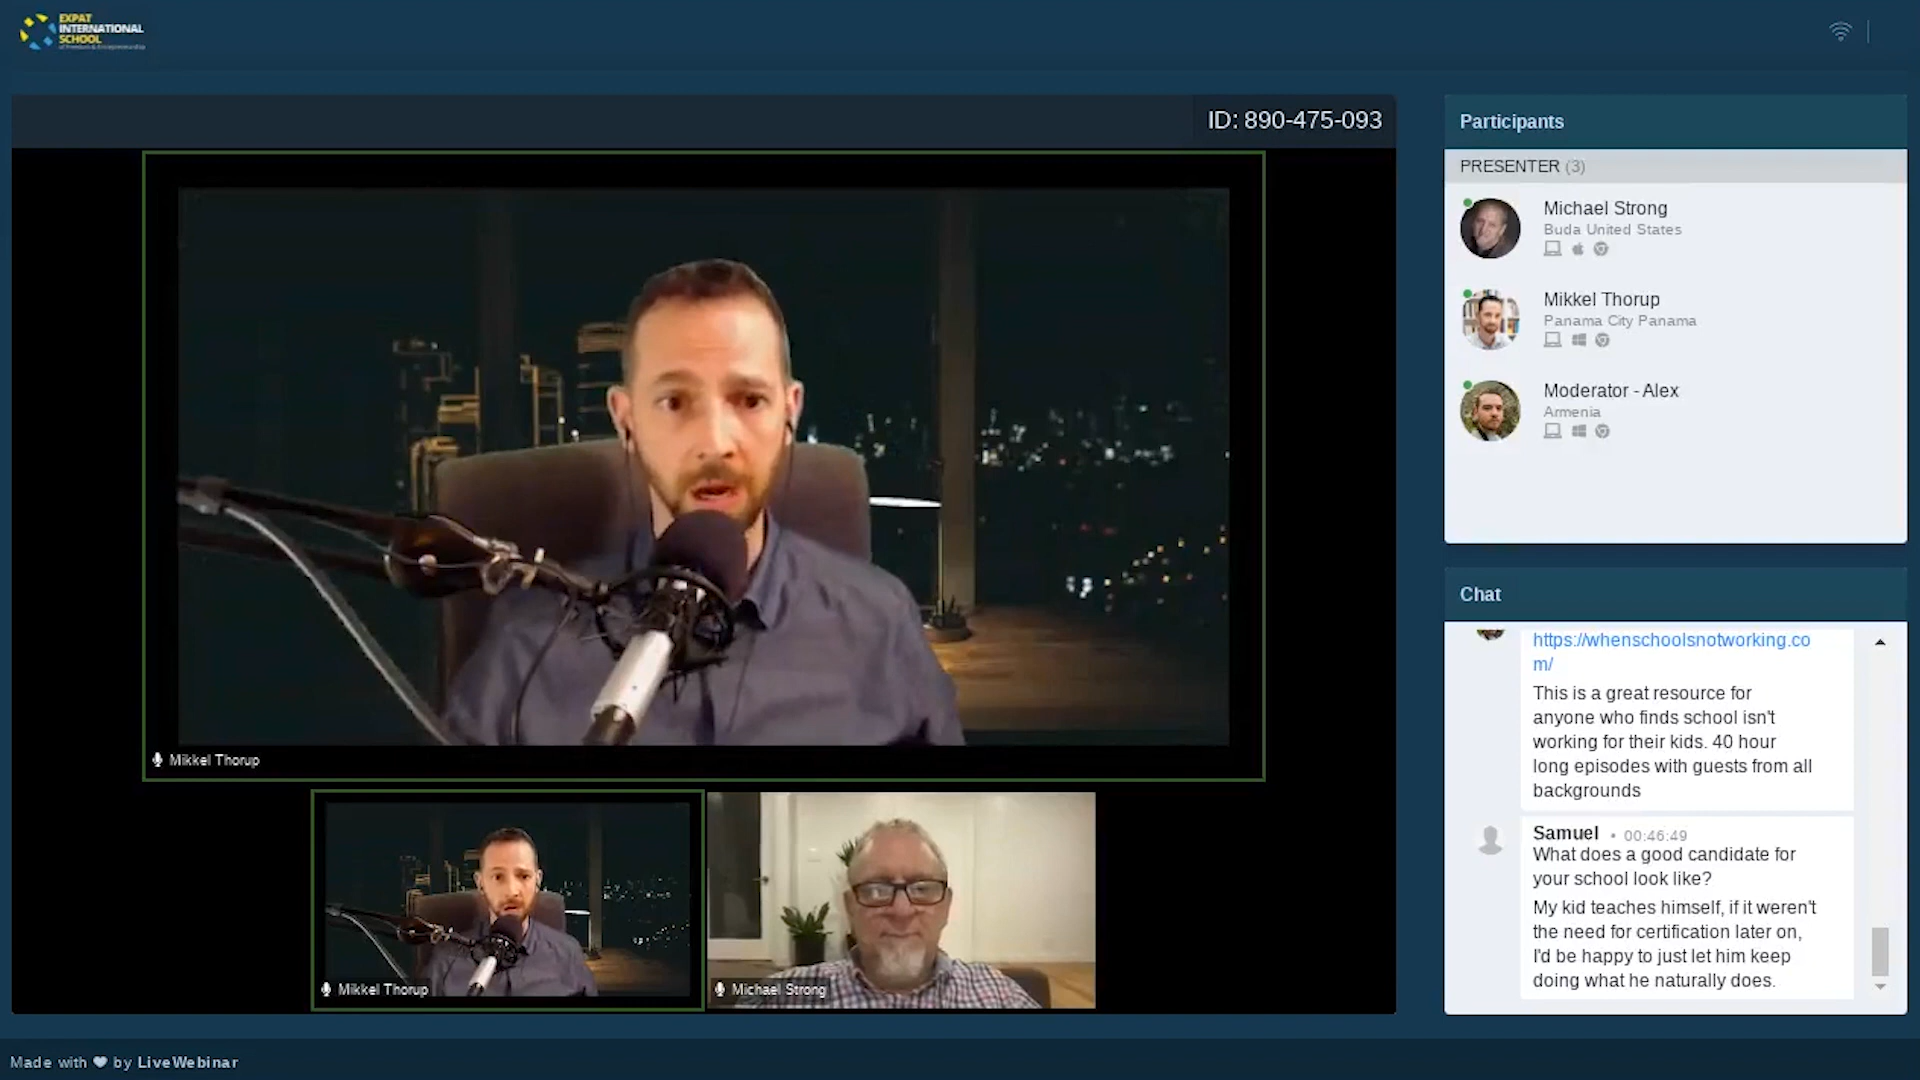 EXPAT
INTERNATIONAL
SCHOOL
of Freedom & Entrepreneurship
ID: 890-475-093
Mikkel Thorup
Mikkel Thorup
Michael Strong
Participants
PRESENTER (3)
Michael Strong
Buda United States
Mikkel Thorup
Panama City Panama
Moderator - Alex
Armenia
Chat
https://whenschoolsnotworking.co
m/
This is a great resource for
anyone who finds school isn't
working for their kids. 40 hour
long episodes with guests from all
backgrounds
Samuel • 00:46:49
What does a good candidate for
your school look like?
My kid teaches himself, if it weren't
the need for certification later on,
I'd be happy to just let him keep
doing what he naturally does.
Made with ❤ by LiveWebinar